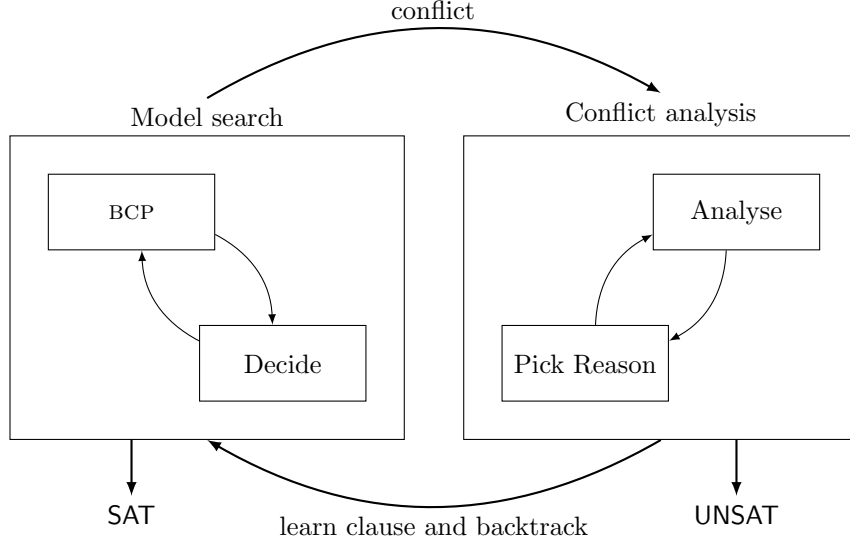 conflict
Model search
Conflict analysis
BCP
Analyse
Decide
Pick Reason
SAT
learn clause and backtrack
UNSAT